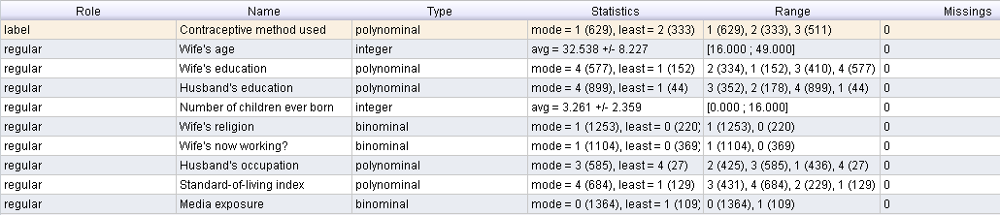 Role Name Type Statistics Range Missings
label Contraceptive method used polynominal mode = 1 (629), least = 2 (333) 1 (629), 2 (333), 3 (511) 0
regular Wife's age integer avg = 32.538 +/- 8.227 [16.000 ; 49.000] 0
regular Wife's education polynominal mode = 4 (577), least = 1 (152) 2 (334), 1 (152), 3 (410), 4 (577) 0
regular Husband's education polynominal mode = 4 (899), least = 1 (44) 3 (352), 2 (178), 4 (899), 1 (44) 0
regular Number of children ever born integer avg = 3.261 +/- 2.359 [0.000 ; 16.000] 0
regular Wife's religion binominal mode = 1 (1253), least = 0 (220) 1 (1253), 0 (220) 0
regular Wife's now working? binominal mode = 1 (1104), least = 0 (369) 1 (1104), 0 (369) 0
regular Husband's occupation polynominal mode = 3 (585), least = 4 (27) 2 (425), 3 (585), 1 (436), 4 (27) 0
regular Standard-of-living index polynominal mode = 4 (684), least = 1 (129) 3 (431), 4 (684), 2 (229), 1 (129) 0
regular Media exposure binominal mode = 0 (1364), least = 1 (109) 0 (1364), 1 (109) 0